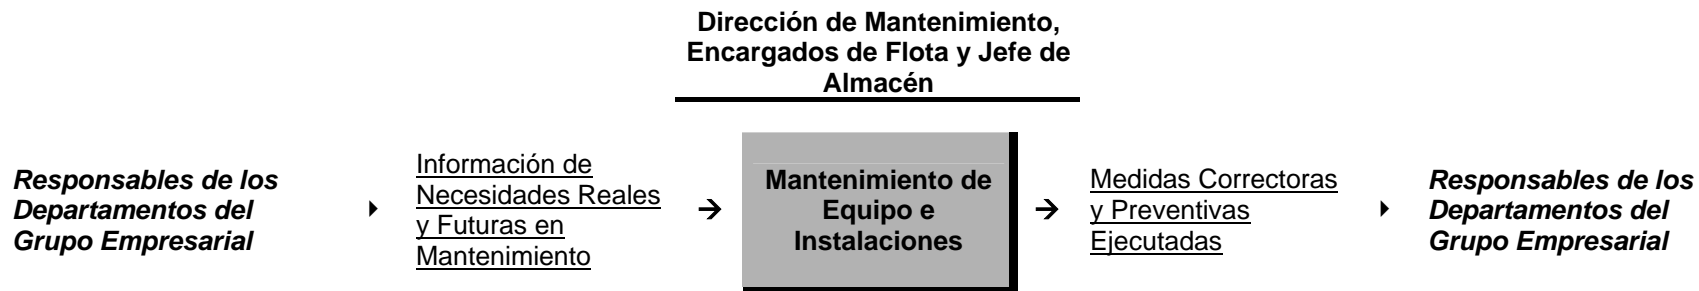 Dirección de Mantenimiento,
Encargados de Flota y Jefe de
Almacén
Responsables de los
Departamentos del
Grupo Empresarial
Información de
Necesidades Reales
y Futuras en
Mantenimiento
Mantenimiento de
Equipo e
Instalaciones
Medidas Correctoras
y Preventivas
Ejecutadas
Responsables de los
Departamentos del
Grupo Empresarial